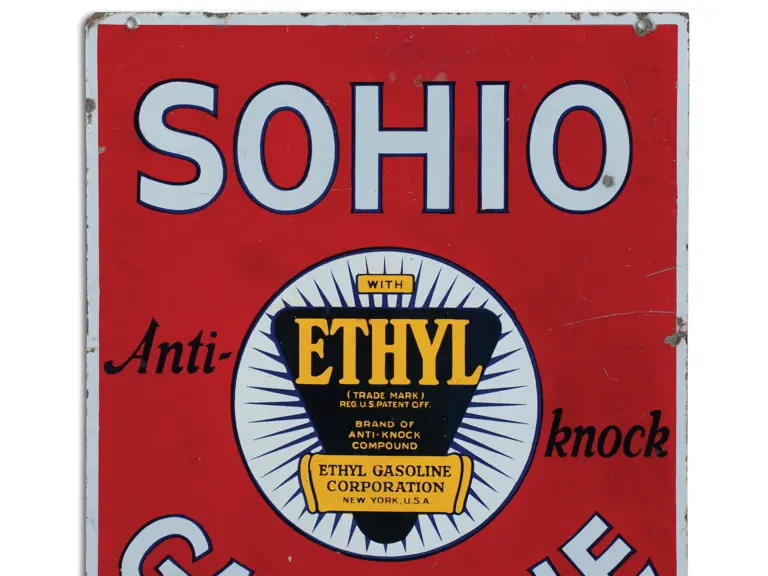 SOHIO
WITH
ETHYL
(TRADE MARK)
REG. U.S. PATENT OFF.
BRAND OF
ANTI-KNOCK
COMPOUND
ETHYL GASOLINE
CORPORATION
NEW YORK, U.S.A.
Anti-
knock